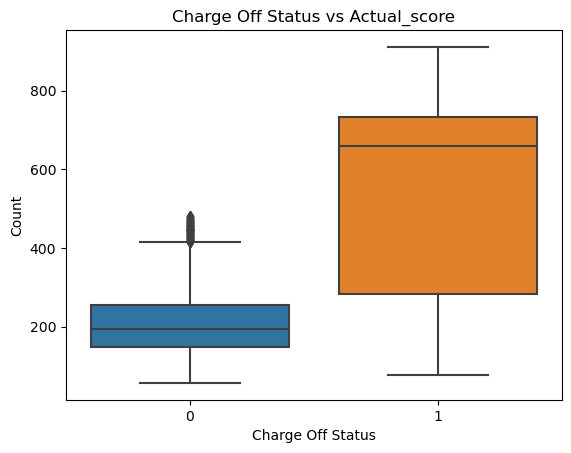 Charge Off Status vs Actual_score
Count
800
600
400
200
0
1
Charge Off Status